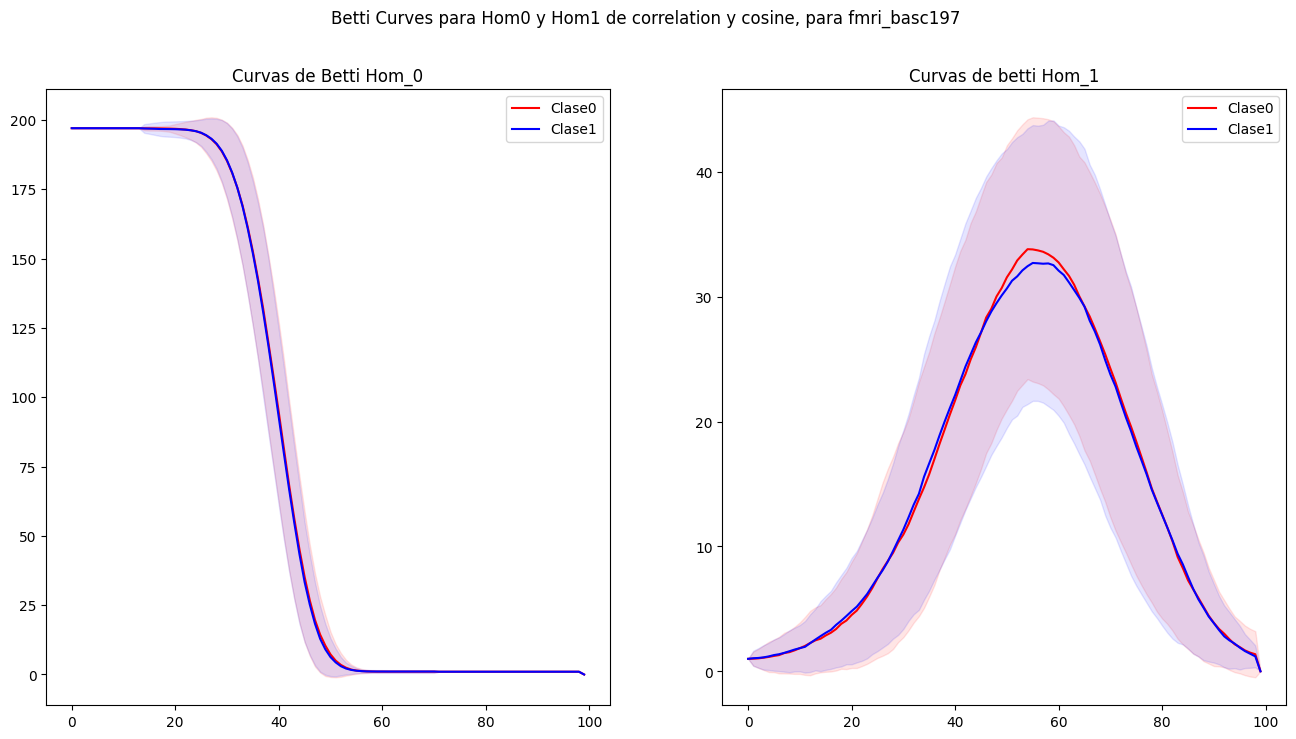 Betti Curves para Hom0 y Hom1 de correlation y cosine, para fmri_basc197
Curvas de Betti Hom_0
Clase0
Clase1
200
175
150
125
100
75
50
25
0
0 20 40 60 80 100
Curvas de betti Hom_1
Clase0
Clase1
40
30
20
10
0
0 20 40 60 80 100